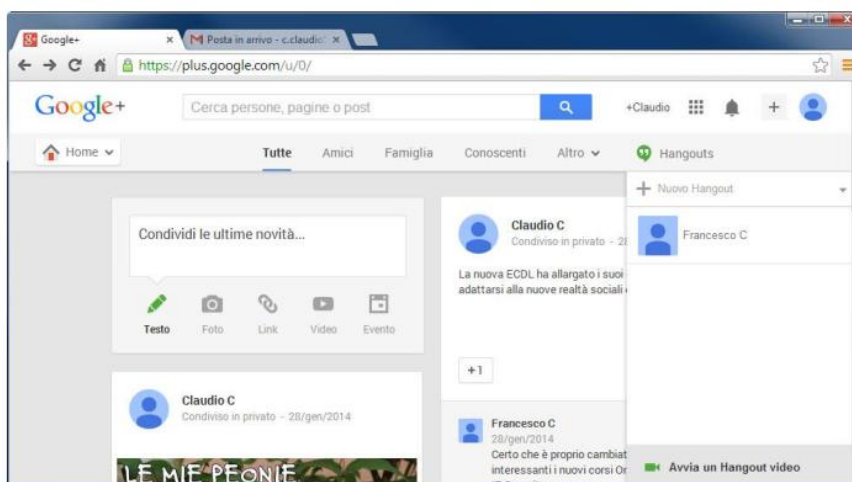 Google+
Posta in arrivo - c.claudio
https://plus.google.com/u/0/
Google+
Cerca persone, pagine o post
+Claudio
Home
Tutte
Amici
Famiglia
Conoscenti
Altro
Hangouts
Nuovo Hangout
Francesco C
Condividi le ultime novità...
Testo
Foto
Link
Video
Evento
Claudio C
Condiviso in privato - 28/gen/2014
LE MIE PEONIE
Claudio C
Condiviso in privato - 2
La nuova ECDL ha allargato i suoi
adattarsi alla nuove realtà sociali
+1
Francesco C
28/gen/2014
Certo che è proprio cambiat
interessanti i nuovi corsi Or
Avvia un Hangout video